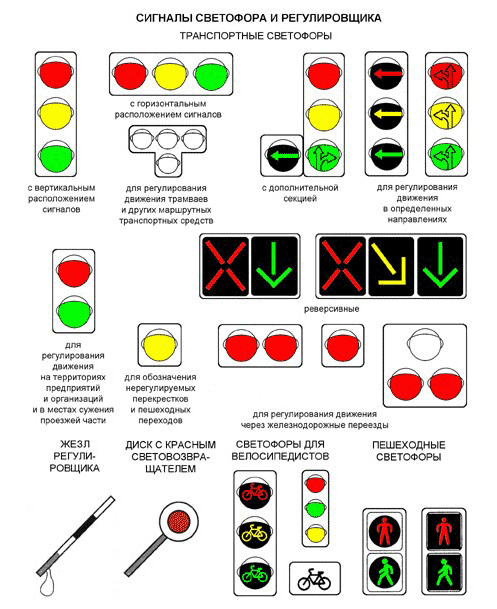 СИГНАЛЫ СВЕТОФОРА И РЕГУЛИРОВЩИКА
ТРАНСПОРТНЫЕ СВЕТОФОРЫ
с горизонтальным
расположением сигналов
с вертикальным
расположением
сигналов
для регулирования
движения трамваев
и других маршрутных
транспортных средств
с дополнительной
секцией
для регулирования
движения
в определенных
направлениях
реверсивные
для
регулирования
движения
на территориях
предприятий
и организаций
и в местах сужения
проезжей части
для обозначения
нерегулируемых
перекрестков
и пешеходных
переходов
для регулирования движения
через железнодорожные переезды
ЖЕЗЛ
РЕГУЛИ-
РОВЩИКА
ДИСК С КРАСНЫМ
СВЕТОВОЗВРА-
ЩАТЕЛЕМ
СВЕТОФОРЫ ДЛЯ
ВЕЛОСИПЕДИСТОВ
ПЕШЕХОДНЫЕ
СВЕТОФОРЫ